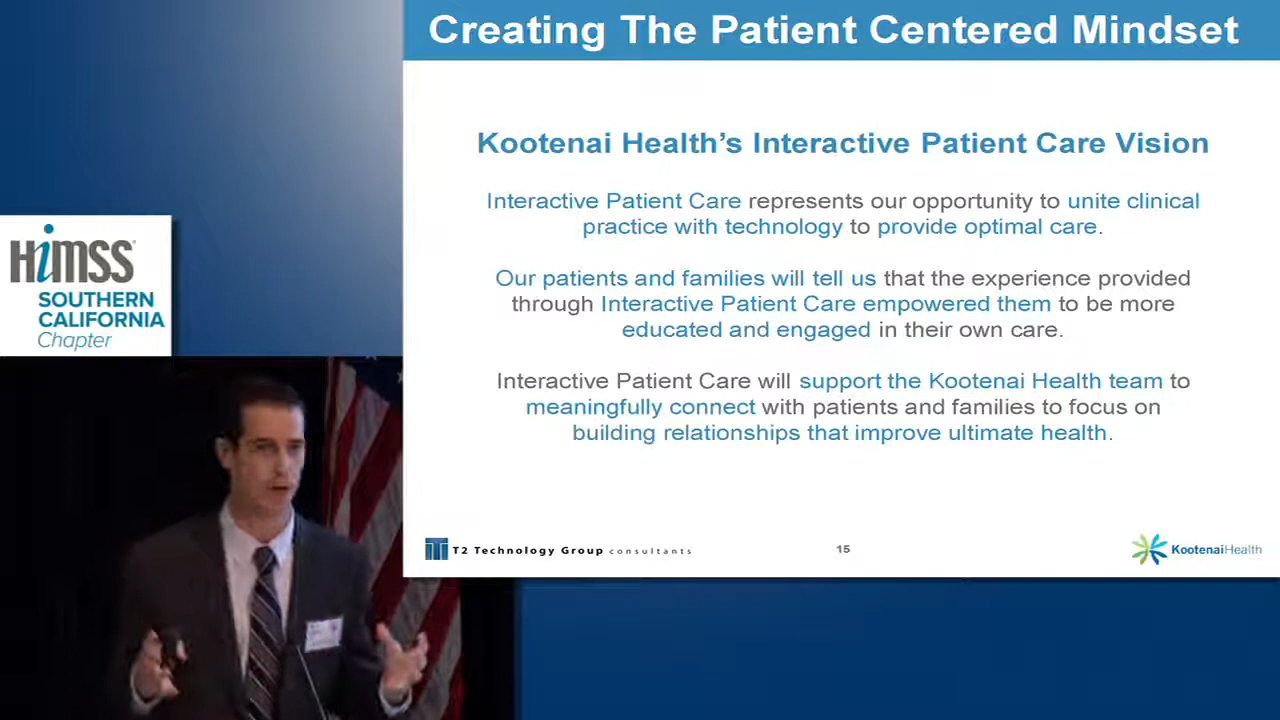 Creating The Patient Centered Mindset
Kootenai Health's Interactive Patient Care Vision
Interactive Patient Care represents our opportunity to unite clinical
practice with technology to provide optimal care.
Our patients and families will tell us that the experience provided
through Interactive Patient Care empowered them to be more
educated and engaged in their own care.
Interactive Patient Care will support the Kootenai Health team to
meaningfully connect with patients and families to focus on
building relationships that improve ultimate health.
T2 Technology Group consultants
15
KootenaiHealth
HiMSS
SOUTHERN
CALIFORNIA
Chapter